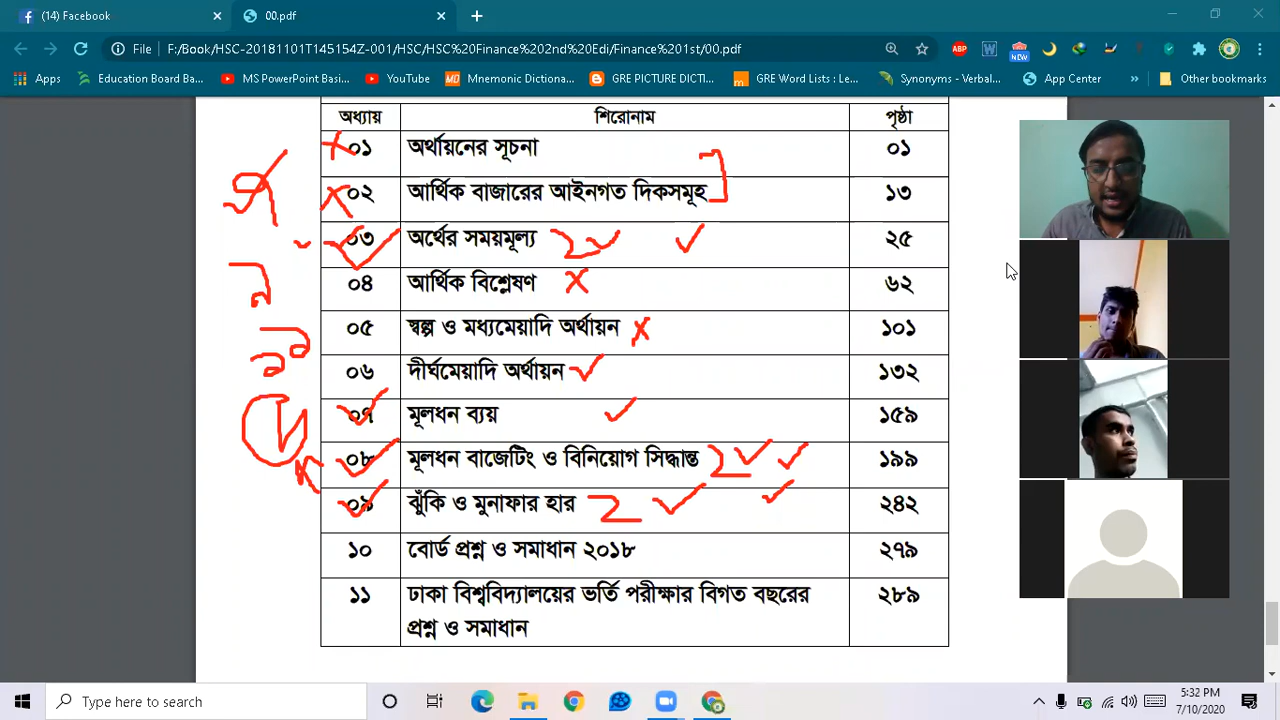 (14) Facebook
00.pdf
File F:/Book/HSC-20181101T145154Z-001/HSC/HSC%20Finance%202nd%20Edi/Finance%201st/00.pdf
Apps Education Board Ba... MS PowerPoint Basi... YouTube Mnemonic Dictiona... GRE PICTURE DICTI... GRE Word Lists : Le... Synonyms - Verbal... App Center Other bookmarks
অধ্যায় শিরোনাম পৃষ্ঠা
০১ অর্থায়নের সূচনা ০১
০২ আর্থিক বাজারের আইনগত দিকসমূহ ১৩
০৩ অর্থের সময়মূল্য 2 ২৫
০৪ আর্থিক বিশ্লেষণ ৬২
০৫ স্বল্প ও মধ্যমেয়াদি অর্থায়ন ১০১
০৬ দীর্ঘমেয়াদি অর্থায়ন ১৩২
০৭ মূলধন ব্যয় ১৫৯
০৮ মূলধন বাজেটিং ও বিনিয়োগ সিদ্ধান্ত 2 ১৯৯
০৯ ঝুঁকি ও মুনাফার হার 2 ২৪২
১০ বোর্ড প্রশ্ন ও সমাধান ২০১৮ ২৭৯
১১ ঢাকা বিশ্ববিদ্যালয়ের ভর্তি পরীক্ষার বিগত বছরের ২৮৯
প্রশ্ন ও সমাধান
Type here to search
5:32 PM
7/10/2020